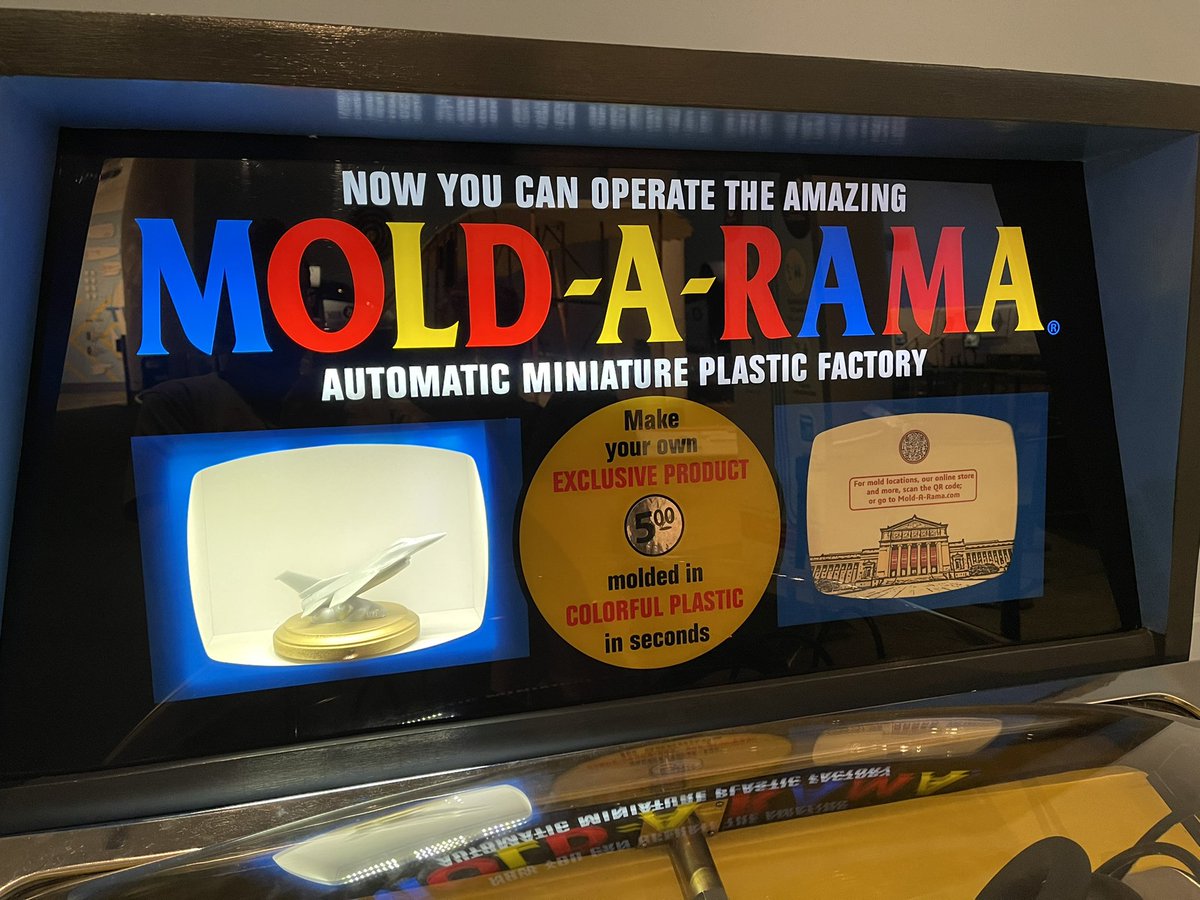 NOW YOU CAN OPERATE THE AMAZING
MOLD-A-RAMA®
AUTOMATIC MINIATURE PLASTIC FACTORY
Make
your own
EXCLUSIVE PRODUCT
5⁰⁰
molded in
COLORFUL PLASTIC
in seconds
For mold locations, our online store
and more, scan the QR code;
or go to Mold-A-Rama.com